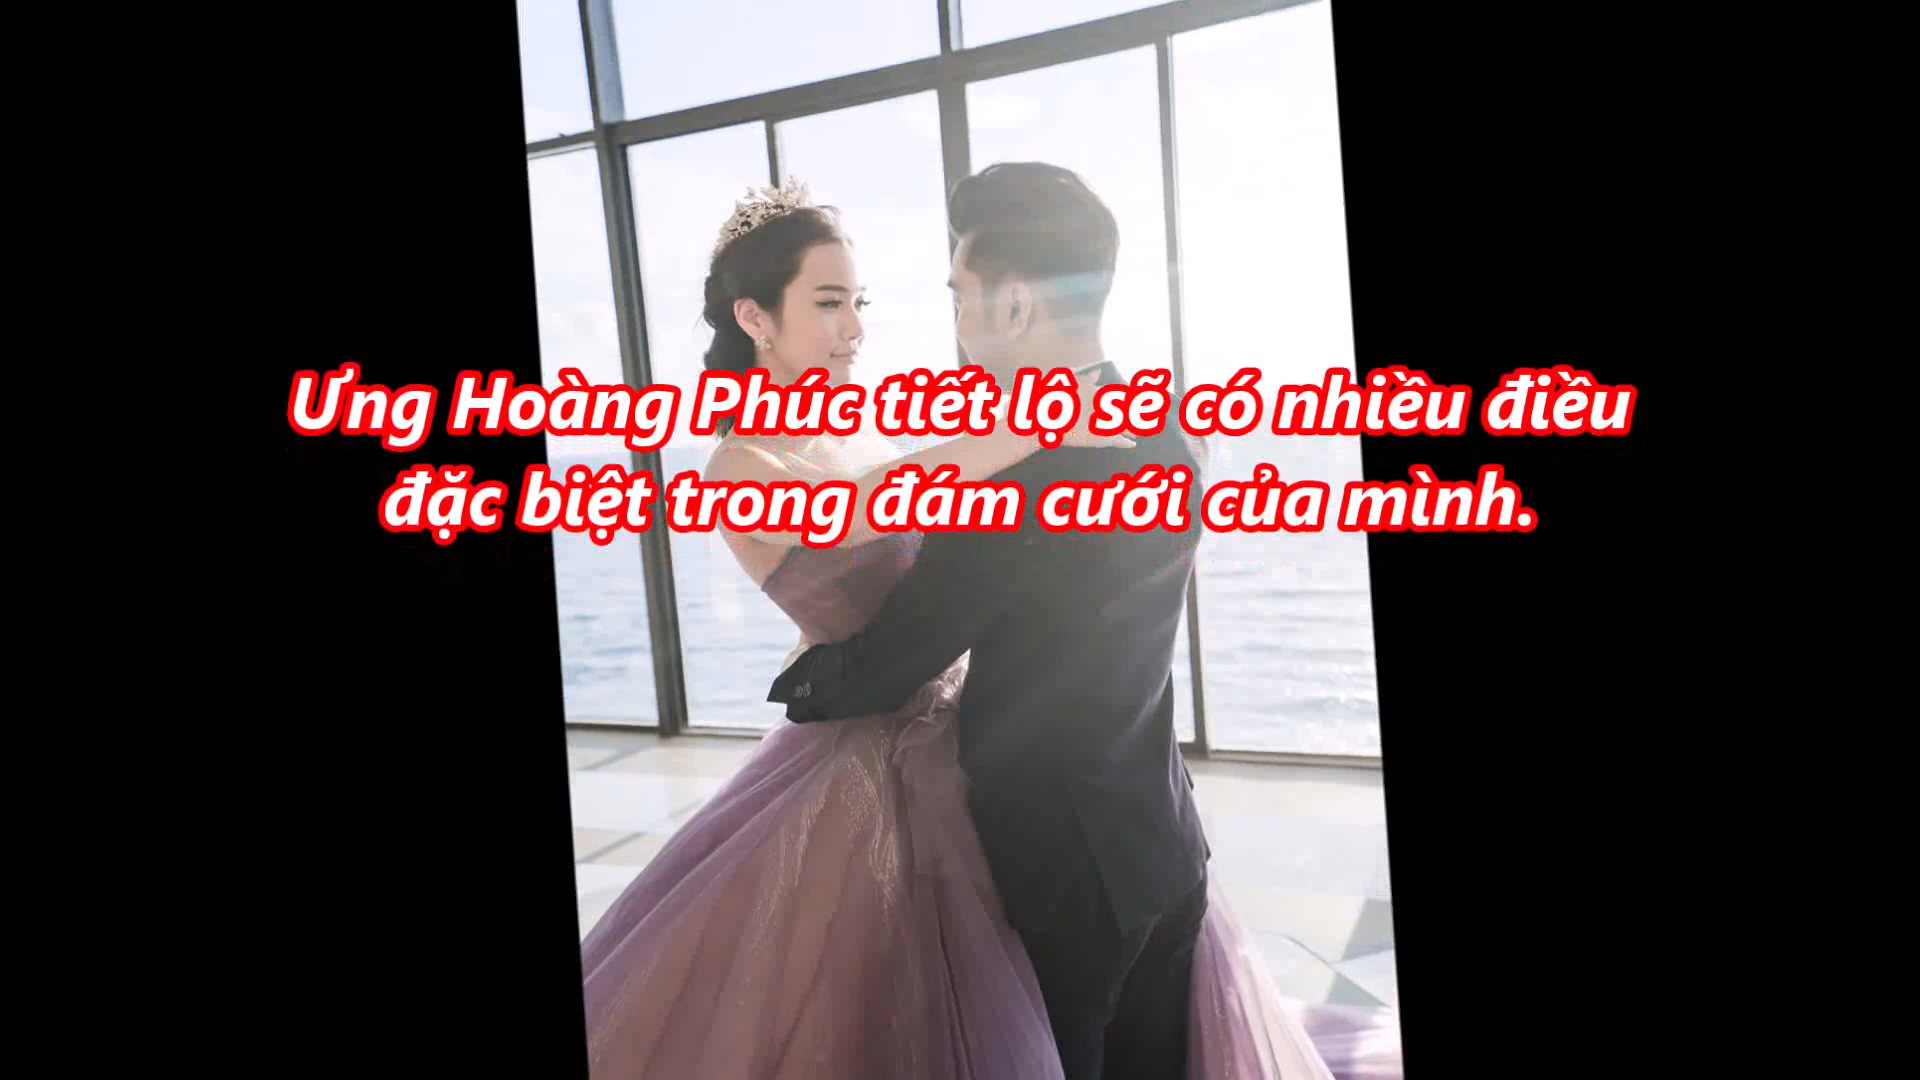 Ưng Hoàng Phúc tiết lộ sẽ có nhiều điều
đặc biệt trong đám cưới của mình.